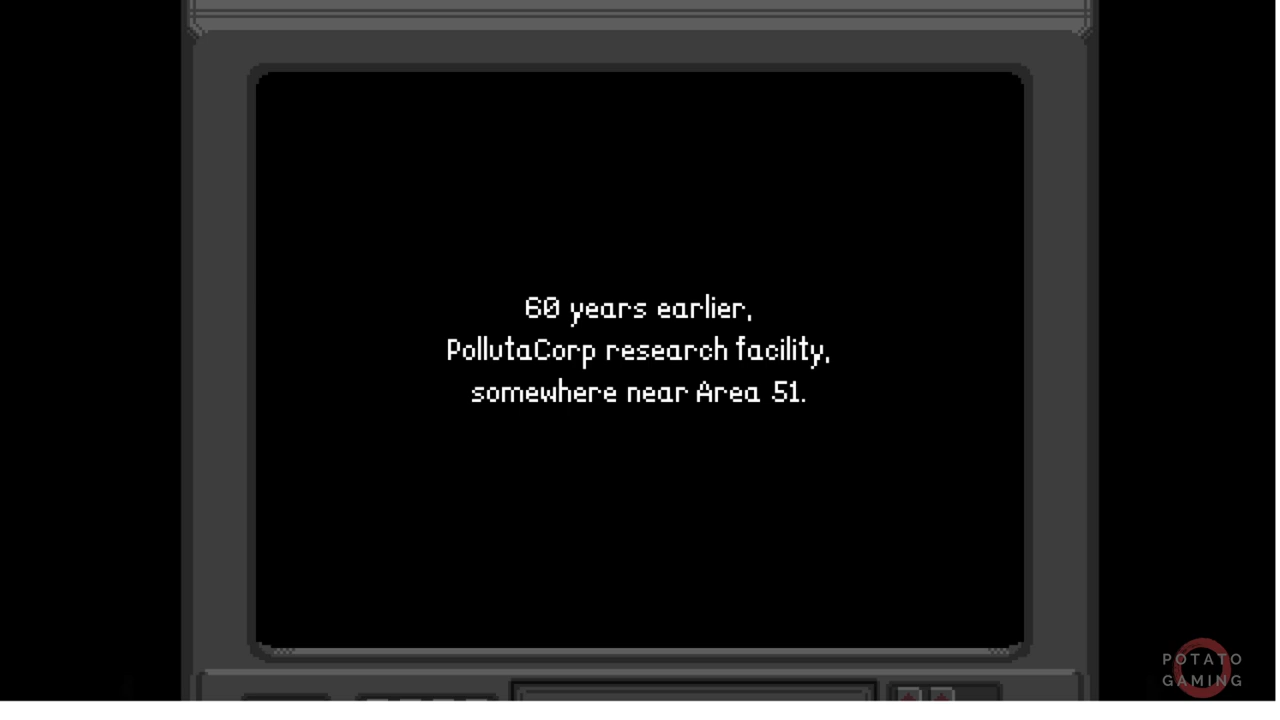 60 years earlier,
PollutaCorp research facility,
somewhere near Area 51.
POTATO
GAMING